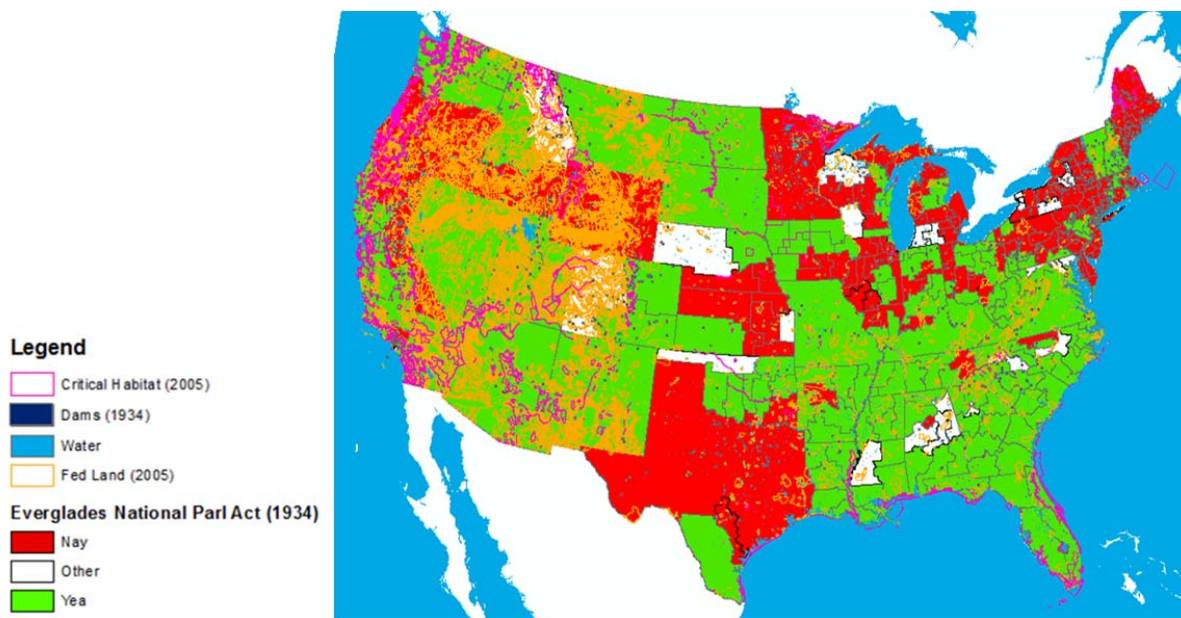 Legend
Critical Habitat (2005)
Dams (1934)
Water
Fed Land (2005)
Everglades National Parl Act (1934)
Nay
Other
Yea